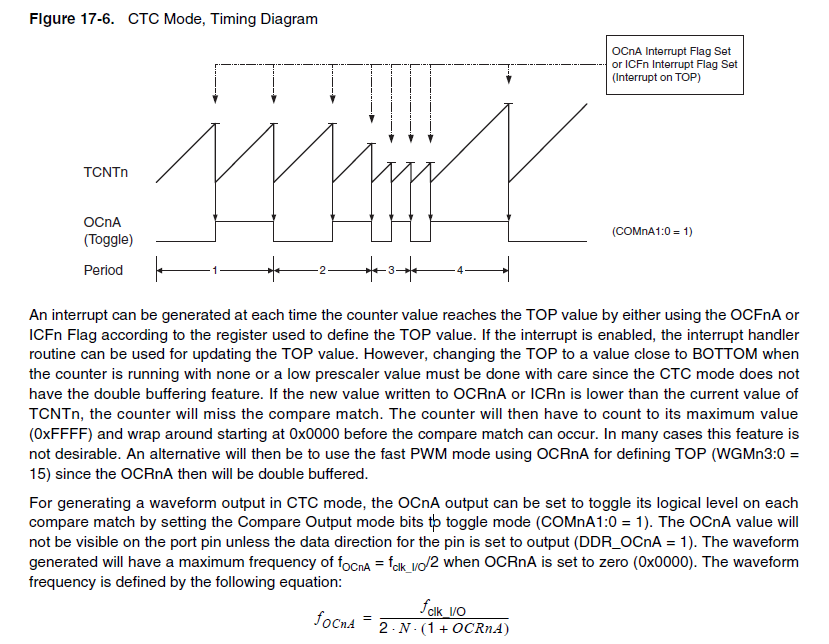 Figure 17-6. CTC Mode, Timing Diagram
OCnA Interrupt Flag Set
or ICFn Interrupt Flag Set
(Interrupt on TOP)
TCNTn
OCnA
(Toggle)
(COMnA1:0 = 1)
Period 1 2 3 4
An interrupt can be generated at each time the counter value reaches the TOP value by either using the OCFnA or
ICFn Flag according to the register used to define the TOP value. If the interrupt is enabled, the interrupt handler
routine can be used for updating the TOP value. However, changing the TOP to a value close to BOTTOM when
the counter is running with none or a low prescaler value must be done with care since the CTC mode does not
have the double buffering feature. If the new value written to OCRnA or ICRn is lower than the current value of
TCNTn, the counter will miss the compare match. The counter will then have to count to its maximum value
(0xFFFF) and wrap around starting at 0x0000 before the compare match can occur. In many cases this feature is
not desirable. An alternative will then be to use the fast PWM mode using OCRnA for defining TOP (WGMn3:0 =
15) since the OCRnA then will be double buffered.
For generating a waveform output in CTC mode, the OCnA output can be set to toggle its logical level on each
compare match by setting the Compare Output mode bits to toggle mode (COMnA1:0 = 1). The OCnA value will
not be visible on the port pin unless the data direction for the pin is set to output (DDR_OCnA = 1). The waveform
generated will have a maximum frequency of fOCnA = fclk_I/O/2 when OCRnA is set to zero (0x0000). The waveform
frequency is defined by the following equation:
fOCnA = fclk_I/O / 2 · N · (1 + OCRnA)